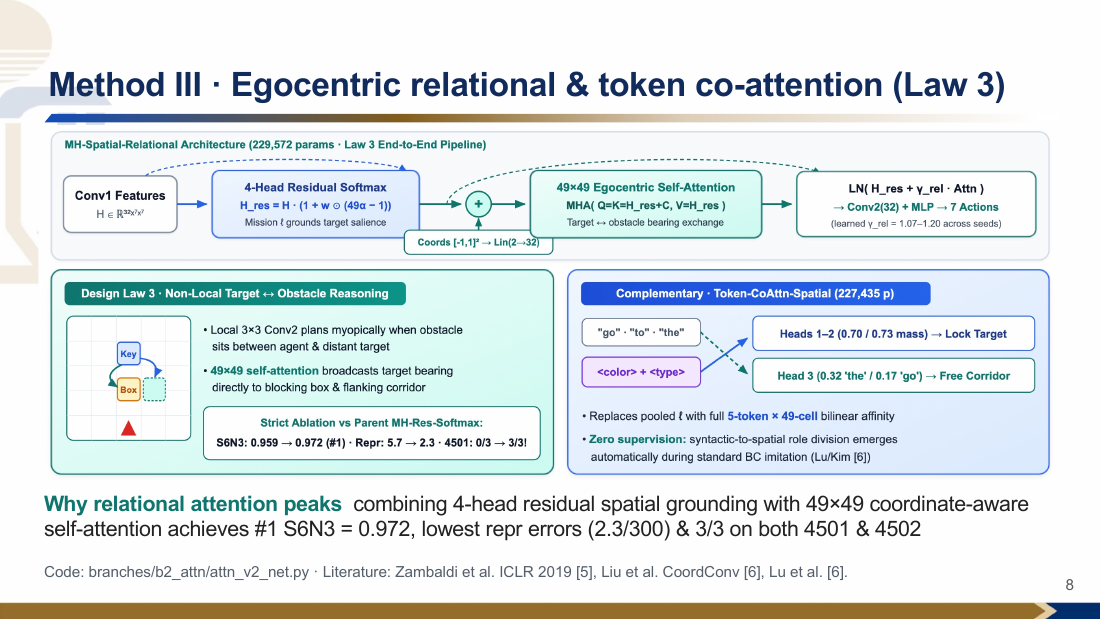 Method III · Egocentric relational & token co-attention (Law 3)
MH-Spatial-Relational Architecture (229,572 params · Law 3 End-to-End Pipeline)
Conv1 Features
H ∈ ℝ³²ˣ⁷ˣ⁷
4-Head Residual Softmax
H_res = H · (1 + w ⊙ (49α − 1))
Mission ℓ grounds target salience
+
Coords [-1,1]² → Lin(2→32)
49×49 Egocentric Self-Attention
MHA( Q=K=H_res+C, V=H_res )
Target ↔ obstacle bearing exchange
LN( H_res + γ_rel · Attn )
→ Conv2(32) + MLP → 7 Actions
(learned γ_rel = 1.07–1.20 across seeds)
Design Law 3 · Non-Local Target ↔ Obstacle Reasoning
Key
Box
• Local 3×3 Conv2 plans myopically when obstacle
sits between agent & distant target
• 49×49 self-attention broadcasts target bearing
directly to blocking box & flanking corridor
Strict Ablation vs Parent MH-Res-Softmax:
S6N3: 0.959 → 0.972 (#1) · Repr: 5.7 → 2.3 · 4501: 0/3 → 3/3!
Complementary · Token-CoAttn-Spatial (227,435 p)
"go" · "to" · "the"
<color> + <type>
Heads 1–2 (0.70 / 0.73 mass) → Lock Target
Head 3 (0.32 'the' / 0.17 'go') → Free Corridor
• Replaces pooled ℓ with full 5-token × 49-cell bilinear affinity
• Zero supervision: syntactic-to-spatial role division emerges
automatically during standard BC imitation (Lu/Kim [6])
Why relational attention peaks combining 4-head residual spatial grounding with 49×49 coordinate-aware
self-attention achieves #1 S6N3 = 0.972, lowest repr errors (2.3/300) & 3/3 on both 4501 & 4502
Code: branches/b2_attn/attn_v2_net.py · Literature: Zambaldi et al. ICLR 2019 [5], Liu et al. CoordConv [6], Lu et al. [6].
8